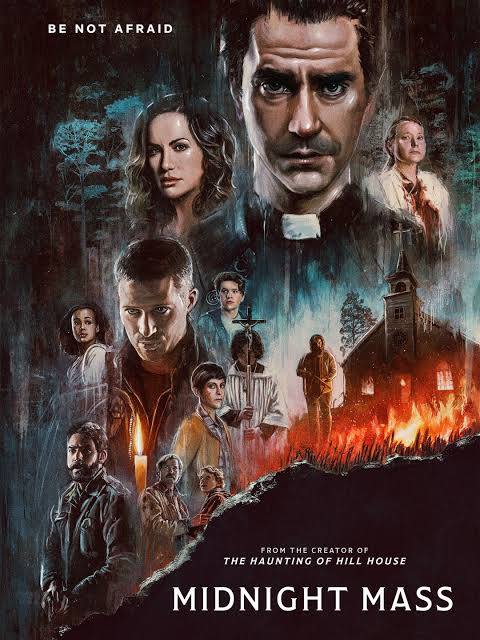 BE NOT AFRAID
FROM THE CREATOR OF
THE HAUNTING OF HILL HOUSE
MIDNIGHT MASS